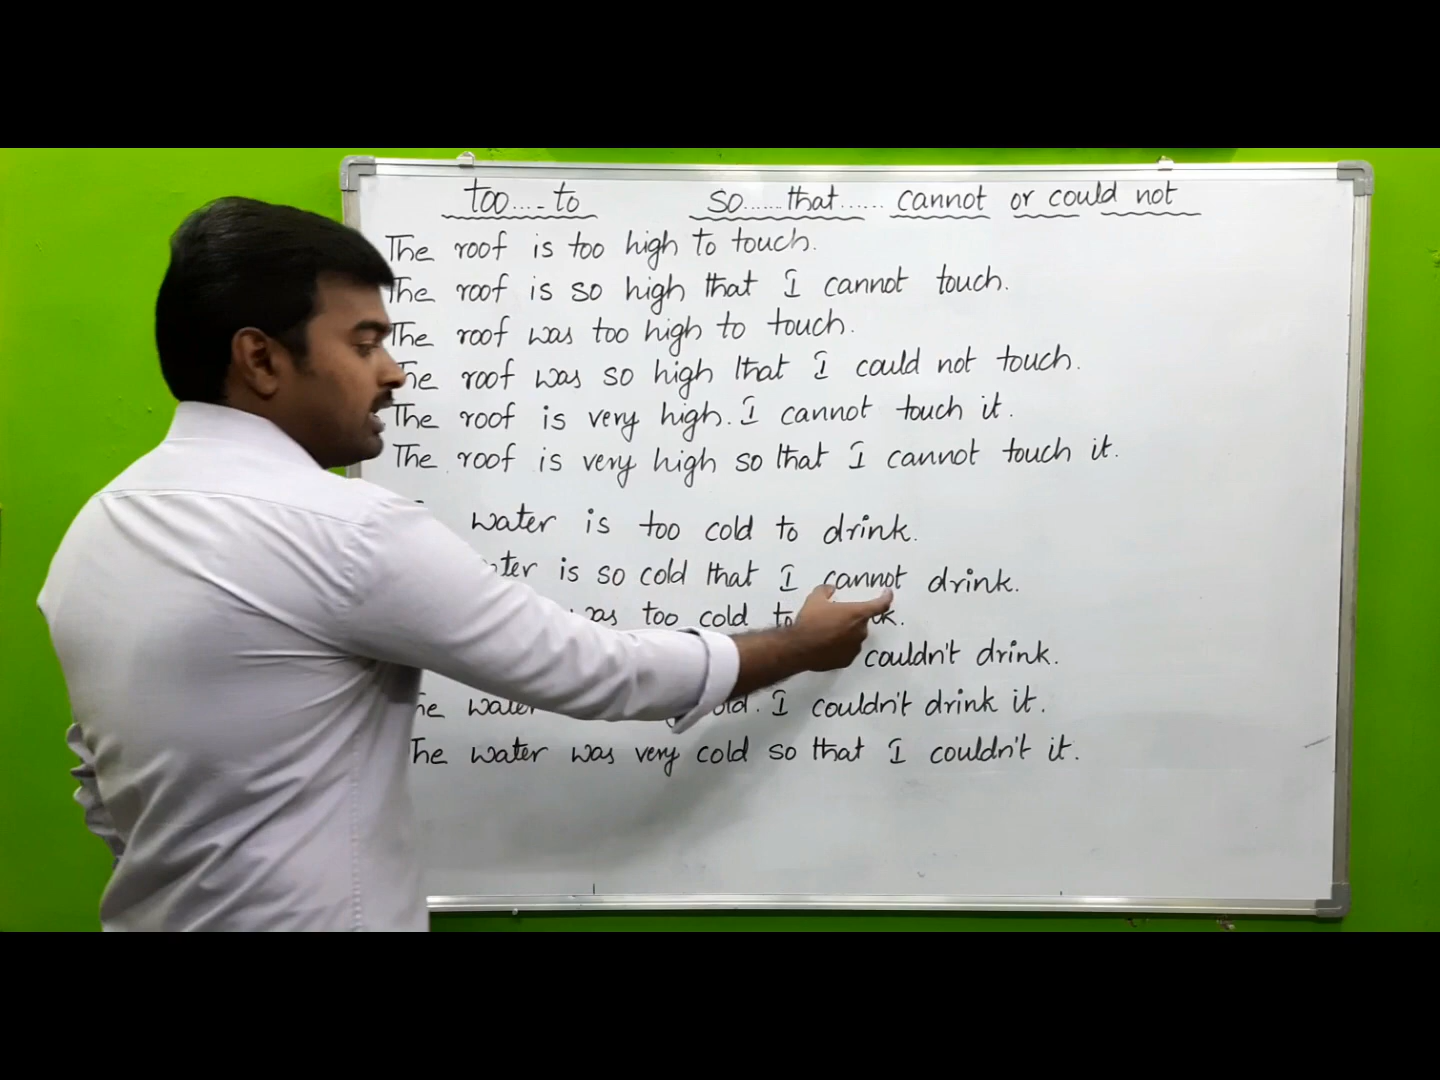 too.... to so......that...... cannot or could not
The roof is too high to touch.
The roof is so high that I cannot touch.
The roof was too high to touch.
The roof was so high that I could not touch.
The roof is very high. I cannot touch it.
The roof is very high so that I cannot touch it.
water is too cold to drink.
is so cold that I cannot drink.
too cold to
couldn't drink.
I couldn't drink it.
The water was very cold so that I couldn't it.